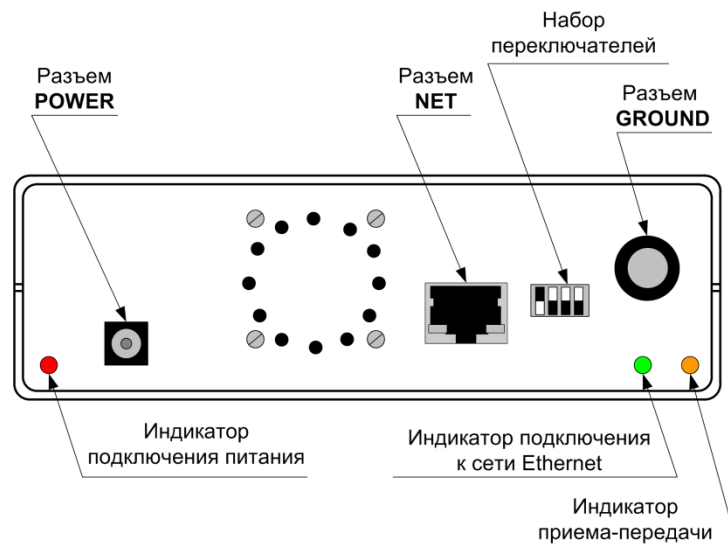 Набор
переключателей
Разъем
POWER
Разъем
NET
Разъем
GROUND
Индикатор
подключения питания
Индикатор подключения
к сети Ethernet
Индикатор
приема-передачи